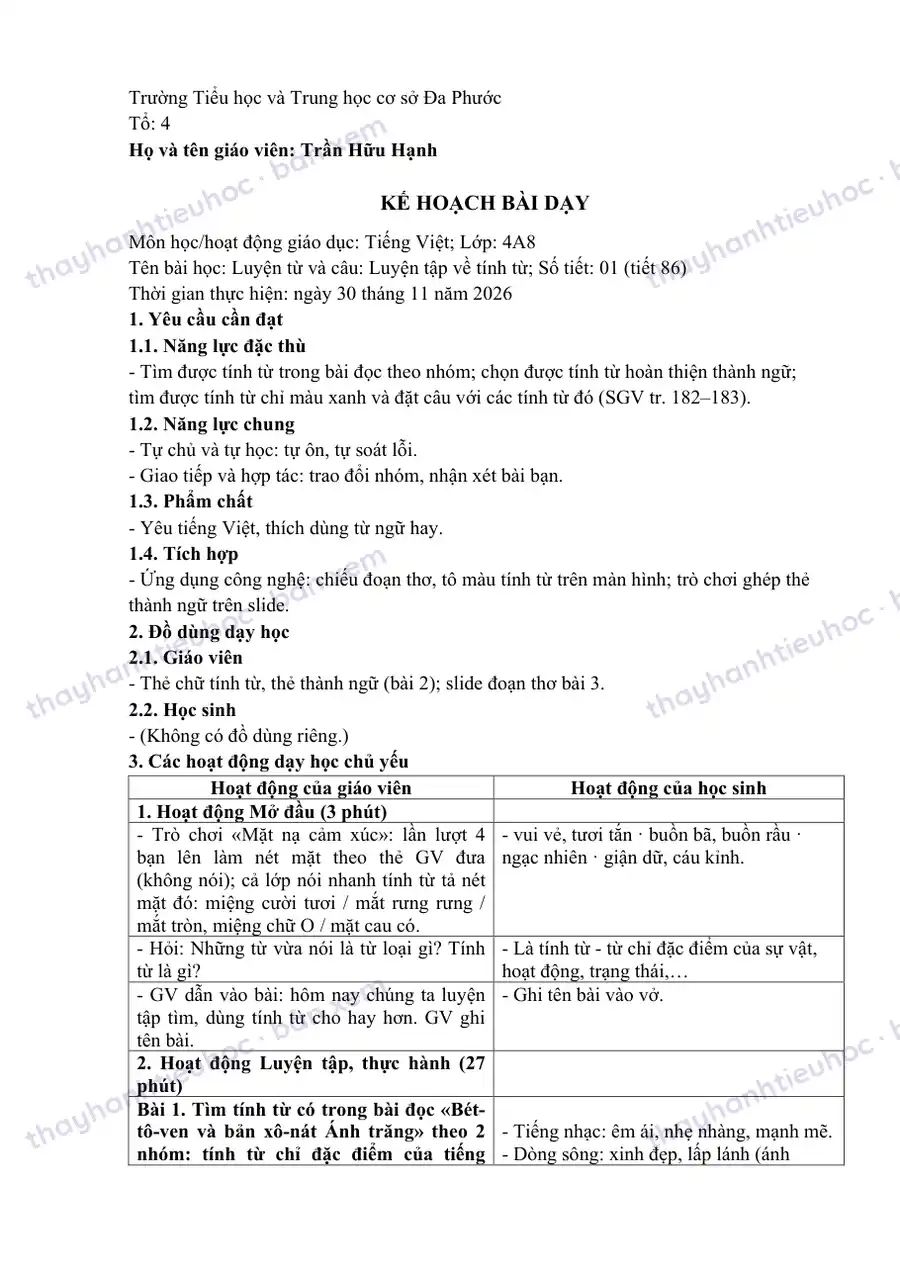 Trường Tiểu học và Trung học cơ sở Đa Phước
Tổ: 4
Họ và tên giáo viên: Trần Hữu Hạnh
KẾ HOẠCH BÀI DẠY
Môn học/hoạt động giáo dục: Tiếng Việt; Lớp: 4A8
Tên bài học: Luyện từ và câu: Luyện tập về tính từ; Số tiết: 01 (tiết 86)
Thời gian thực hiện: ngày 30 tháng 11 năm 2026
1. Yêu cầu cần đạt
1.1. Năng lực đặc thù
- Tìm được tính từ trong bài đọc theo nhóm; chọn được tính từ hoàn thiện thành ngữ;
tìm được tính từ chỉ màu xanh và đặt câu với các tính từ đó (SGV tr. 182–183).
1.2. Năng lực chung
- Tự chủ và tự học: tự ôn, tự soát lỗi.
- Giao tiếp và hợp tác: trao đổi nhóm, nhận xét bài bạn.
1.3. Phẩm chất
- Yêu tiếng Việt, thích dùng từ ngữ hay.
1.4. Tích hợp
- Ứng dụng công nghệ: chiếu đoạn thơ, tô màu tính từ trên màn hình; trò chơi ghép thẻ
thành ngữ trên slide.
2. Đồ dùng dạy học
2.1. Giáo viên
- Thẻ chữ tính từ, thẻ thành ngữ (bài 2); slide đoạn thơ bài 3.
2.2. Học sinh
- (Không có đồ dùng riêng.)
3. Các hoạt động dạy học chủ yếu
Hoạt động của giáo viên
Hoạt động của học sinh
1. Hoạt động Mở đầu (3 phút)
- Trò chơi «Mặt nạ cảm xúc»: lần lượt 4
bạn lên làm nét mặt theo thẻ GV đưa
(không nói); cả lớp nói nhanh tính từ tả nét
mặt đó: miệng cười tươi / mắt rưng rưng /
mắt tròn, miệng chữ O / mặt cau có.
- vui vẻ, tươi tắn · buồn bã, buồn rầu ·
ngạc nhiên · giận dữ, cáu kỉnh.
- Hỏi: Những từ vừa nói là từ loại gì? Tính
từ là gì?
- Là tính từ - từ chỉ đặc điểm của sự vật,
hoạt động, trạng thái,…
- GV dẫn vào bài: hôm nay chúng ta luyện
tập tìm, dùng tính từ cho hay hơn. GV ghi
tên bài.
- Ghi tên bài vào vở.
2. Hoạt động Luyện tập, thực hành (27
phút)
Bài 1. Tìm tính từ có trong bài đọc «Bét-
tô-ven và bản xô-nát Ánh trăng» theo 2
nhóm: tính từ chỉ đặc điểm của tiếng
- Tiếng nhạc: êm ái, nhẹ nhàng, mạnh mẽ.
- Dòng sông: xinh đẹp, lấp lánh (ánh
thayhanhtieuhoc · bản xem
thayhanhtieuhoc · b
thayhanhtieuhoc · bản xem
thayhanhtieuhoc · b
thayhanhtieuhoc · bản xem
thayhanhtieuhoc · b